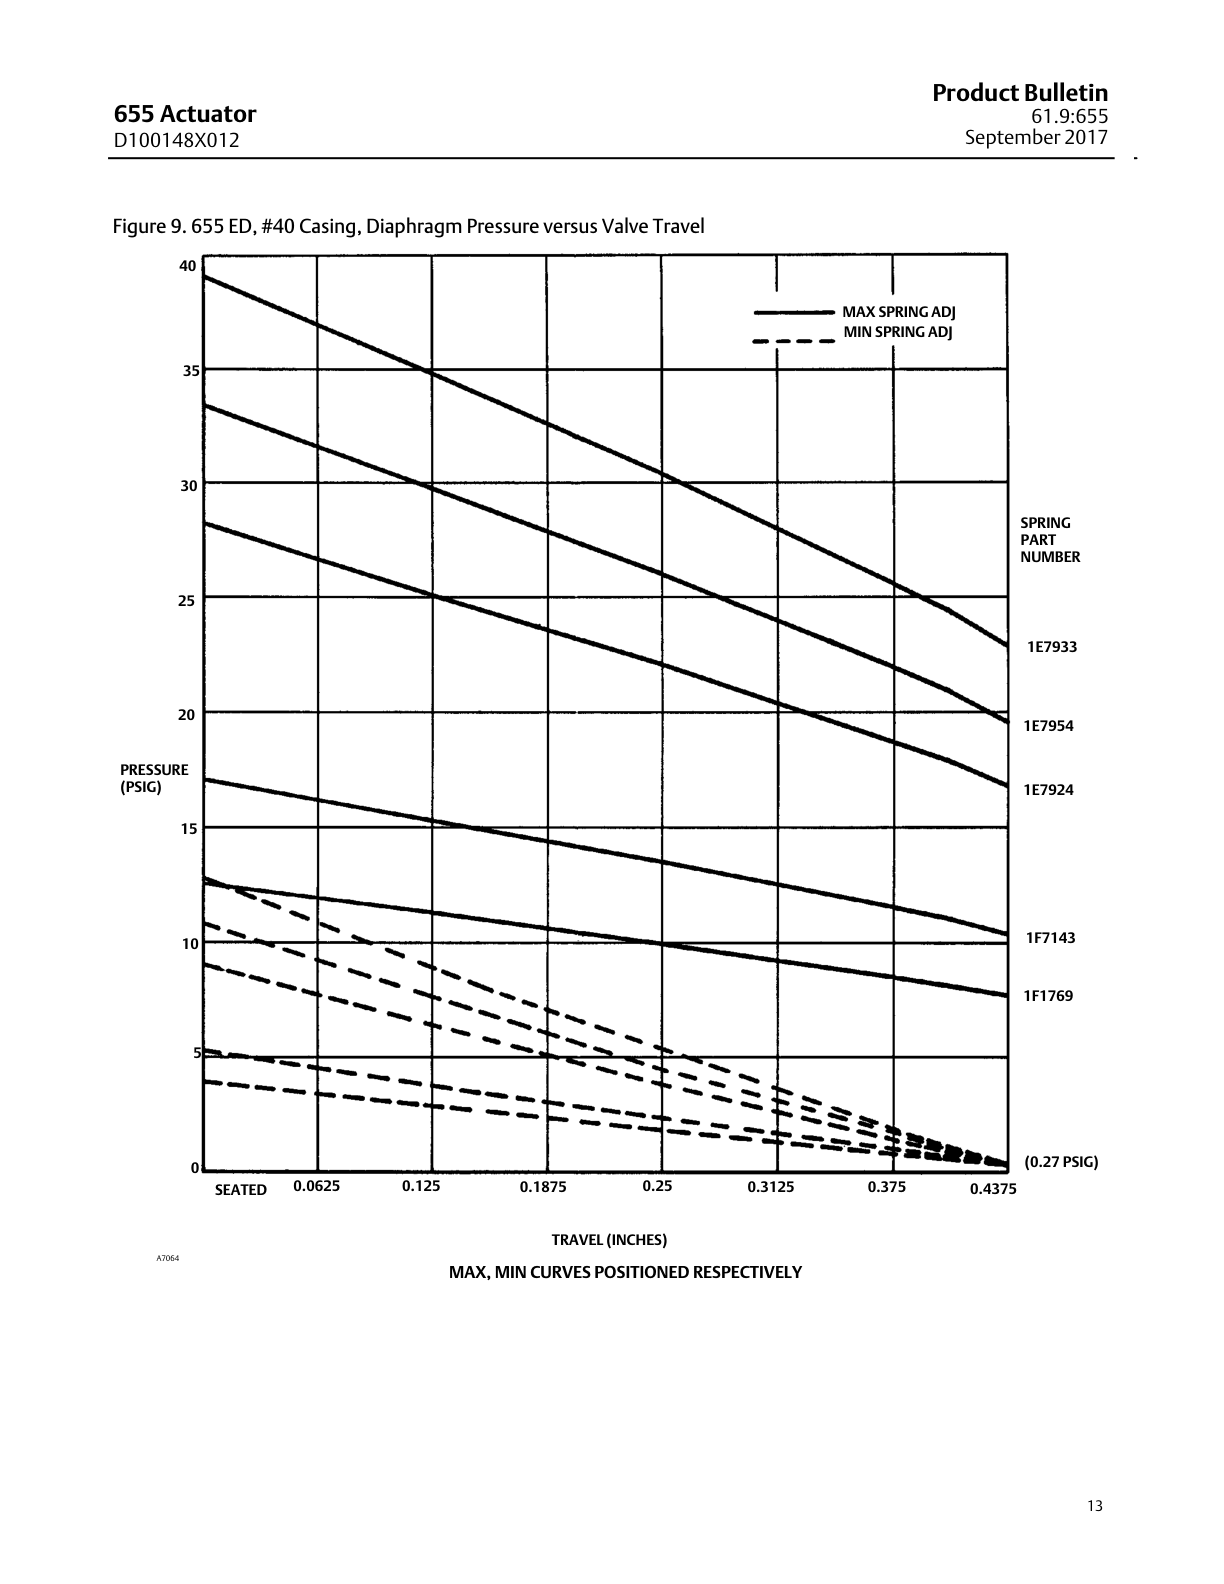 Product Bulletin
655 Actuator
61.9:655
D100148X012
September 2017
Figure 9. 655 ED, #40 Casing, Diaphragm Pressure versus Valve Travel
40
MAX SPRING ADJ
MIN SPRING ADJ
35
30
SPRING
PART
NUMBER
25
1E7933
20
1E7954
PRESSURE
(PSIG)
1E7924
15
10
1F7143
1F1769
5
0
(0.27 PSIG)
SEATED 0.0625 0.125 0.1875 0.25 0.3125 0.375 0.4375
TRAVEL (INCHES)
A7064
MAX, MIN CURVES POSITIONED RESPECTIVELY
13